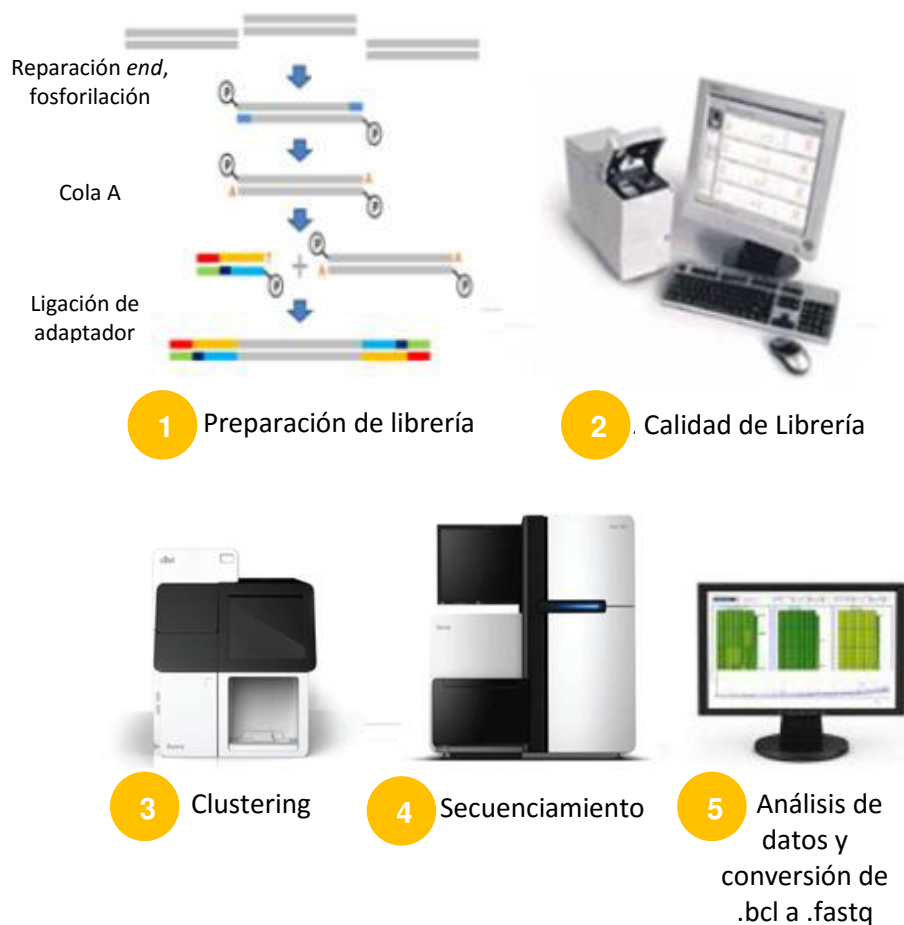 Reparación end,
fosforilación
P
P
Cola A
P
A
A
P
T
P
P
A
A
P
+
Ligación de
adaptador
1 Preparación de librería
2 . Calidad de Librería
3 Clustering
4 Secuenciamiento
5 Análisis de
datos y
conversión de
.bcl a .fastq